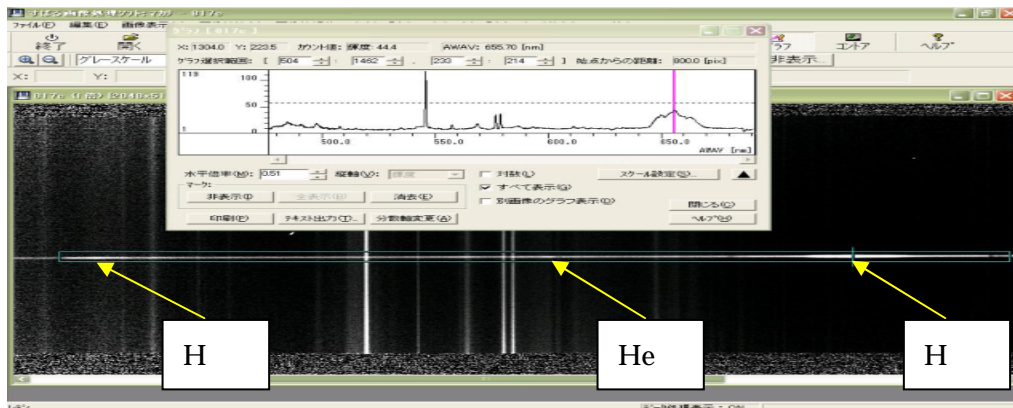 ファイル(F) 編集(E) 画像表示
終了 開く コントア ヘルプ
グレースケール 非表示...
X: Y:
グラフ [ 017c ]
X: 1304.0 Y: 223.5 カウント値: 輝度: 44.4 AWAV: 655.70 [nm]
グラフ選択範囲: [ 504 : 1462 , 233 : 214 ] 始点からの距離: 800.0 [pix]
119 100
50
1 0
500.0 550.0 600.0 650.0
AWAV [nm]
水平倍率(M): 0.51 縦軸(V): 輝度 対数(L) スケール設定(S)...
マーク: すべて表示(G)
非表示(I) 全表示(B) 消去(E) 別画像のグラフ表示(D) 閉じる(C)
印刷(P) テキスト出力(T)... 分散軸変更(A) ヘルプ(H)
H He H